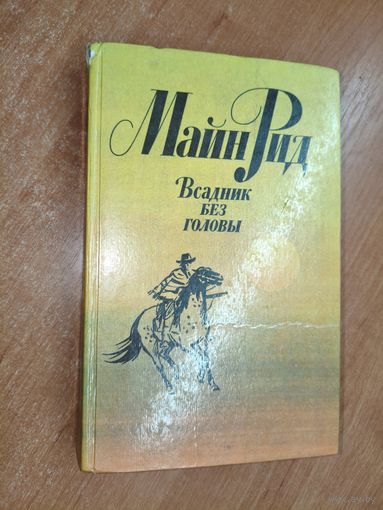 Майн Рид
Всадник
без
головы